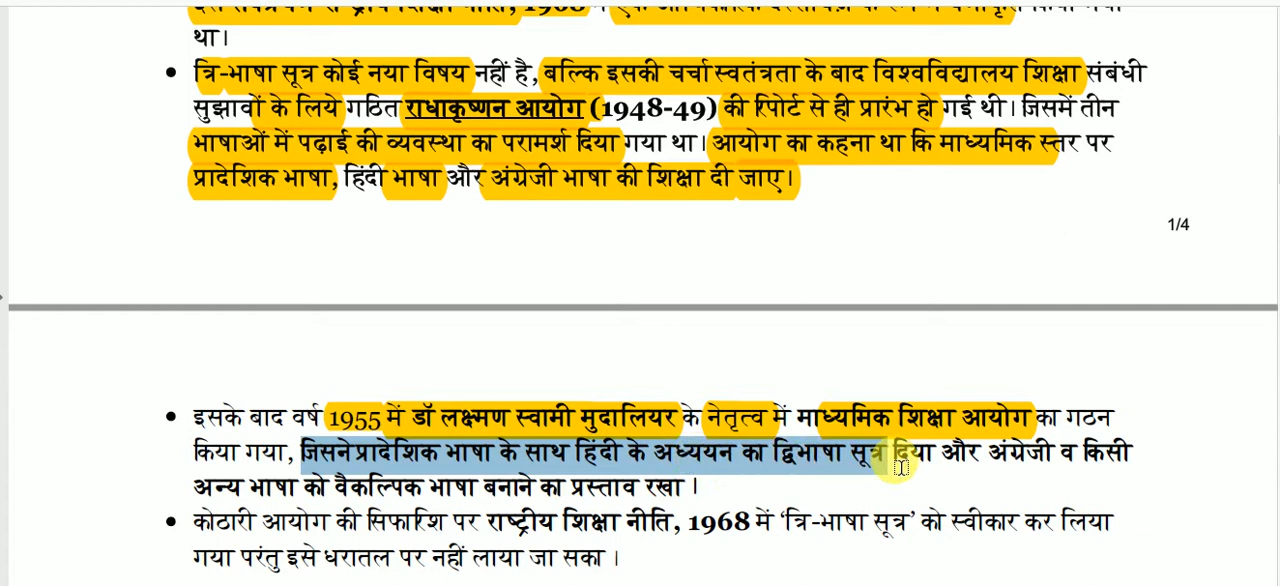 था।
• त्रि-भाषा सूत्र कोई नया विषय नहीं है, बल्कि इसकी चर्चा स्वतंत्रता के बाद विश्वविद्यालय शिक्षा संबंधी
सुझावों के लिये गठित राधाकृष्णन आयोग (1948-49) की रिपोर्ट से ही प्रारंभ हो गई थी। जिसमें तीन
भाषाओं में पढ़ाई की व्यवस्था का परामर्श दिया गया था। आयोग का कहना था कि माध्यमिक स्तर पर
प्रादेशिक भाषा, हिंदी भाषा और अंग्रेजी भाषा की शिक्षा दी जाए।
1/4
• इसके बाद वर्ष 1955 में डॉ लक्ष्मण स्वामी मुदालियर के नेतृत्व में माध्यमिक शिक्षा आयोग का गठन
किया गया, जिसने प्रादेशिक भाषा के साथ हिंदी के अध्ययन का द्विभाषा सूत्र दिया और अंग्रेजी व किसी
अन्य भाषा को वैकल्पिक भाषा बनाने का प्रस्ताव रखा ।
• कोठारी आयोग की सिफारिश पर राष्ट्रीय शिक्षा नीति, 1968 में ‘त्रि-भाषा सूत्र’ को स्वीकार कर लिया
गया परंतु इसे धरातल पर नहीं लाया जा सका ।